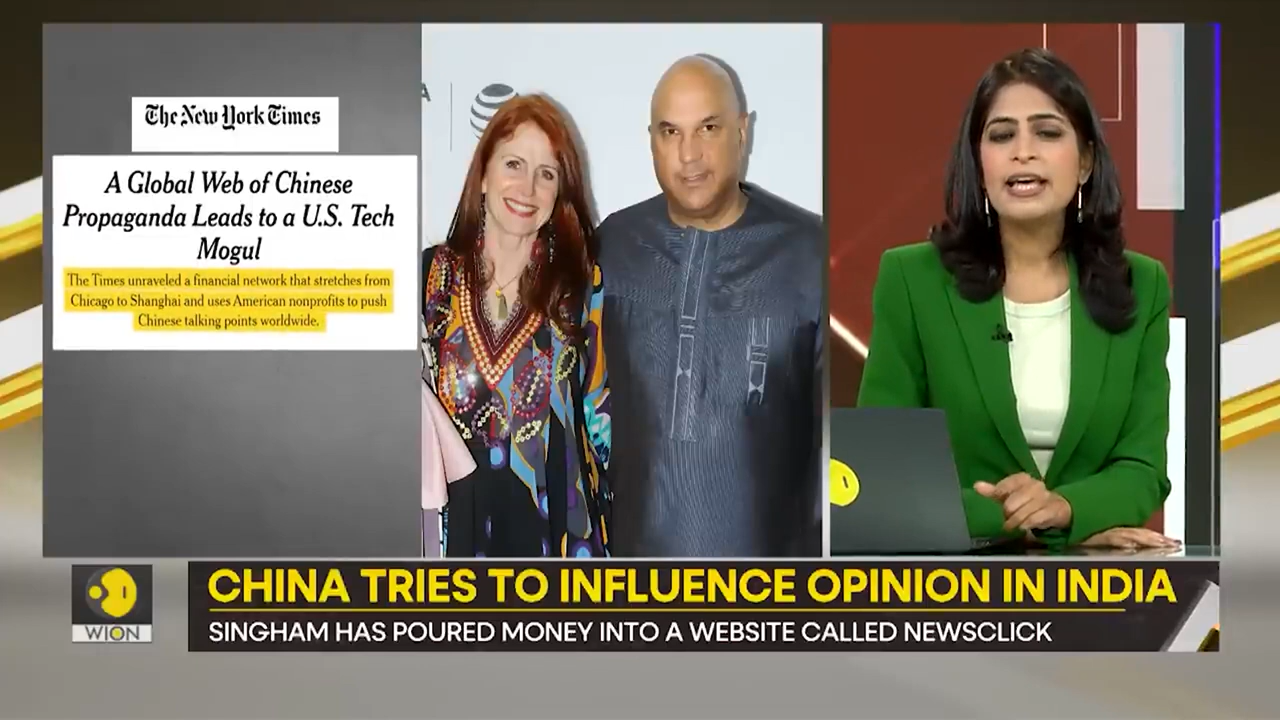 The New York Times
A Global Web of Chinese
Propaganda Leads to a U.S. Tech
Mogul
The Times unraveled a financial network that stretches from
Chicago to Shanghai and uses American nonprofits to push
Chinese talking points worldwide.
CHINA TRIES TO INFLUENCE OPINION IN INDIA
SINGHAM HAS POURED MONEY INTO A WEBSITE CALLED NEWSCLICK
WION